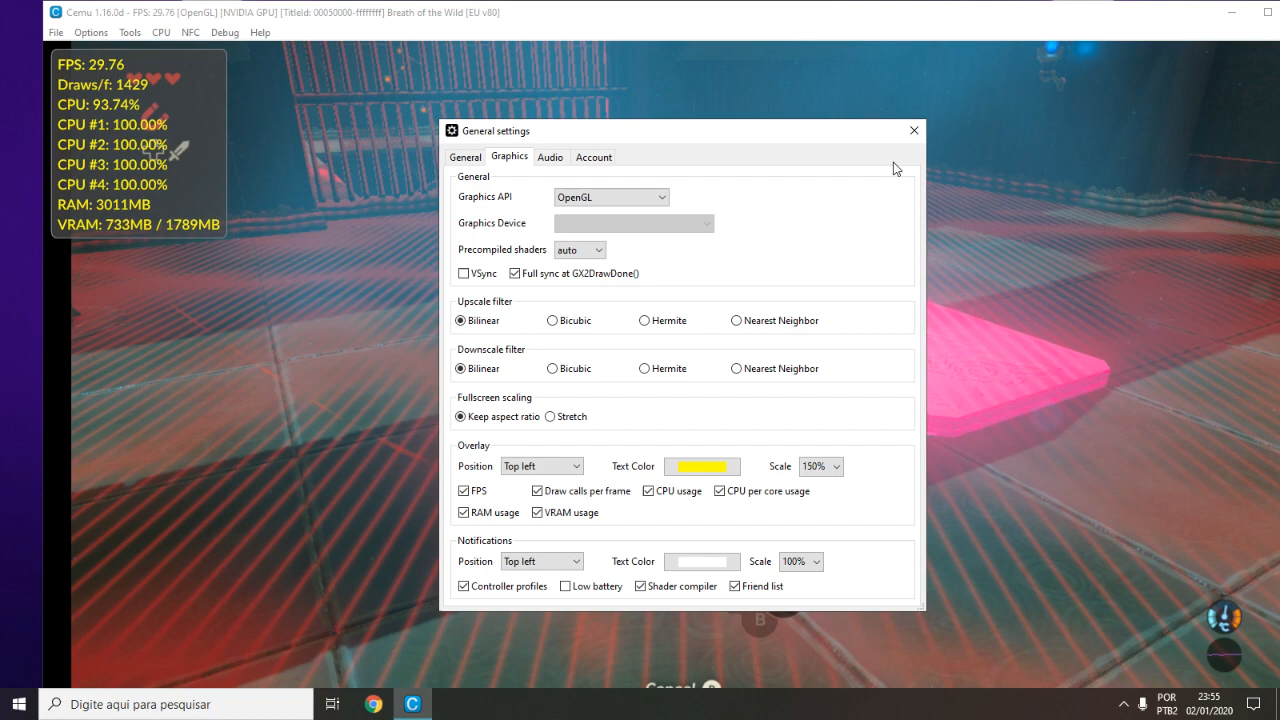 Cemu 1.16.0d - FPS: 29.76 [OpenGL] [NVIDIA GPU] [TitleId: 00050000-ffffffff] Breath of the Wild [EU v80]
File Options Tools CPU NFC Debug Help
FPS: 29.76
Draws/f: 1429
CPU: 93.74%
CPU #1: 100.00%
CPU #2: 100.00%
CPU #3: 100.00%
CPU #4: 100.00%
RAM: 3011MB
VRAM: 733MB / 1789MB
General settings
General Graphics Audio Account
General
Graphics API OpenGL
Graphics Device
Precompiled shaders auto
VSync Full sync at GX2DrawDone()
Upscale filter
Bilinear Bicubic Hermite Nearest Neighbor
Downscale filter
Bilinear Bicubic Hermite Nearest Neighbor
Fullscreen scaling
Keep aspect ratio Stretch
Overlay
Position Top left Text Color Scale 150%
FPS Draw calls per frame CPU usage CPU per core usage
RAM usage VRAM usage
Notifications
Position Top left Text Color Scale 100%
Controller profiles Low battery Shader compiler Friend list
B
Cancel B
Digite aqui para pesquisar
POR
PTB2
23:55
02/01/2020